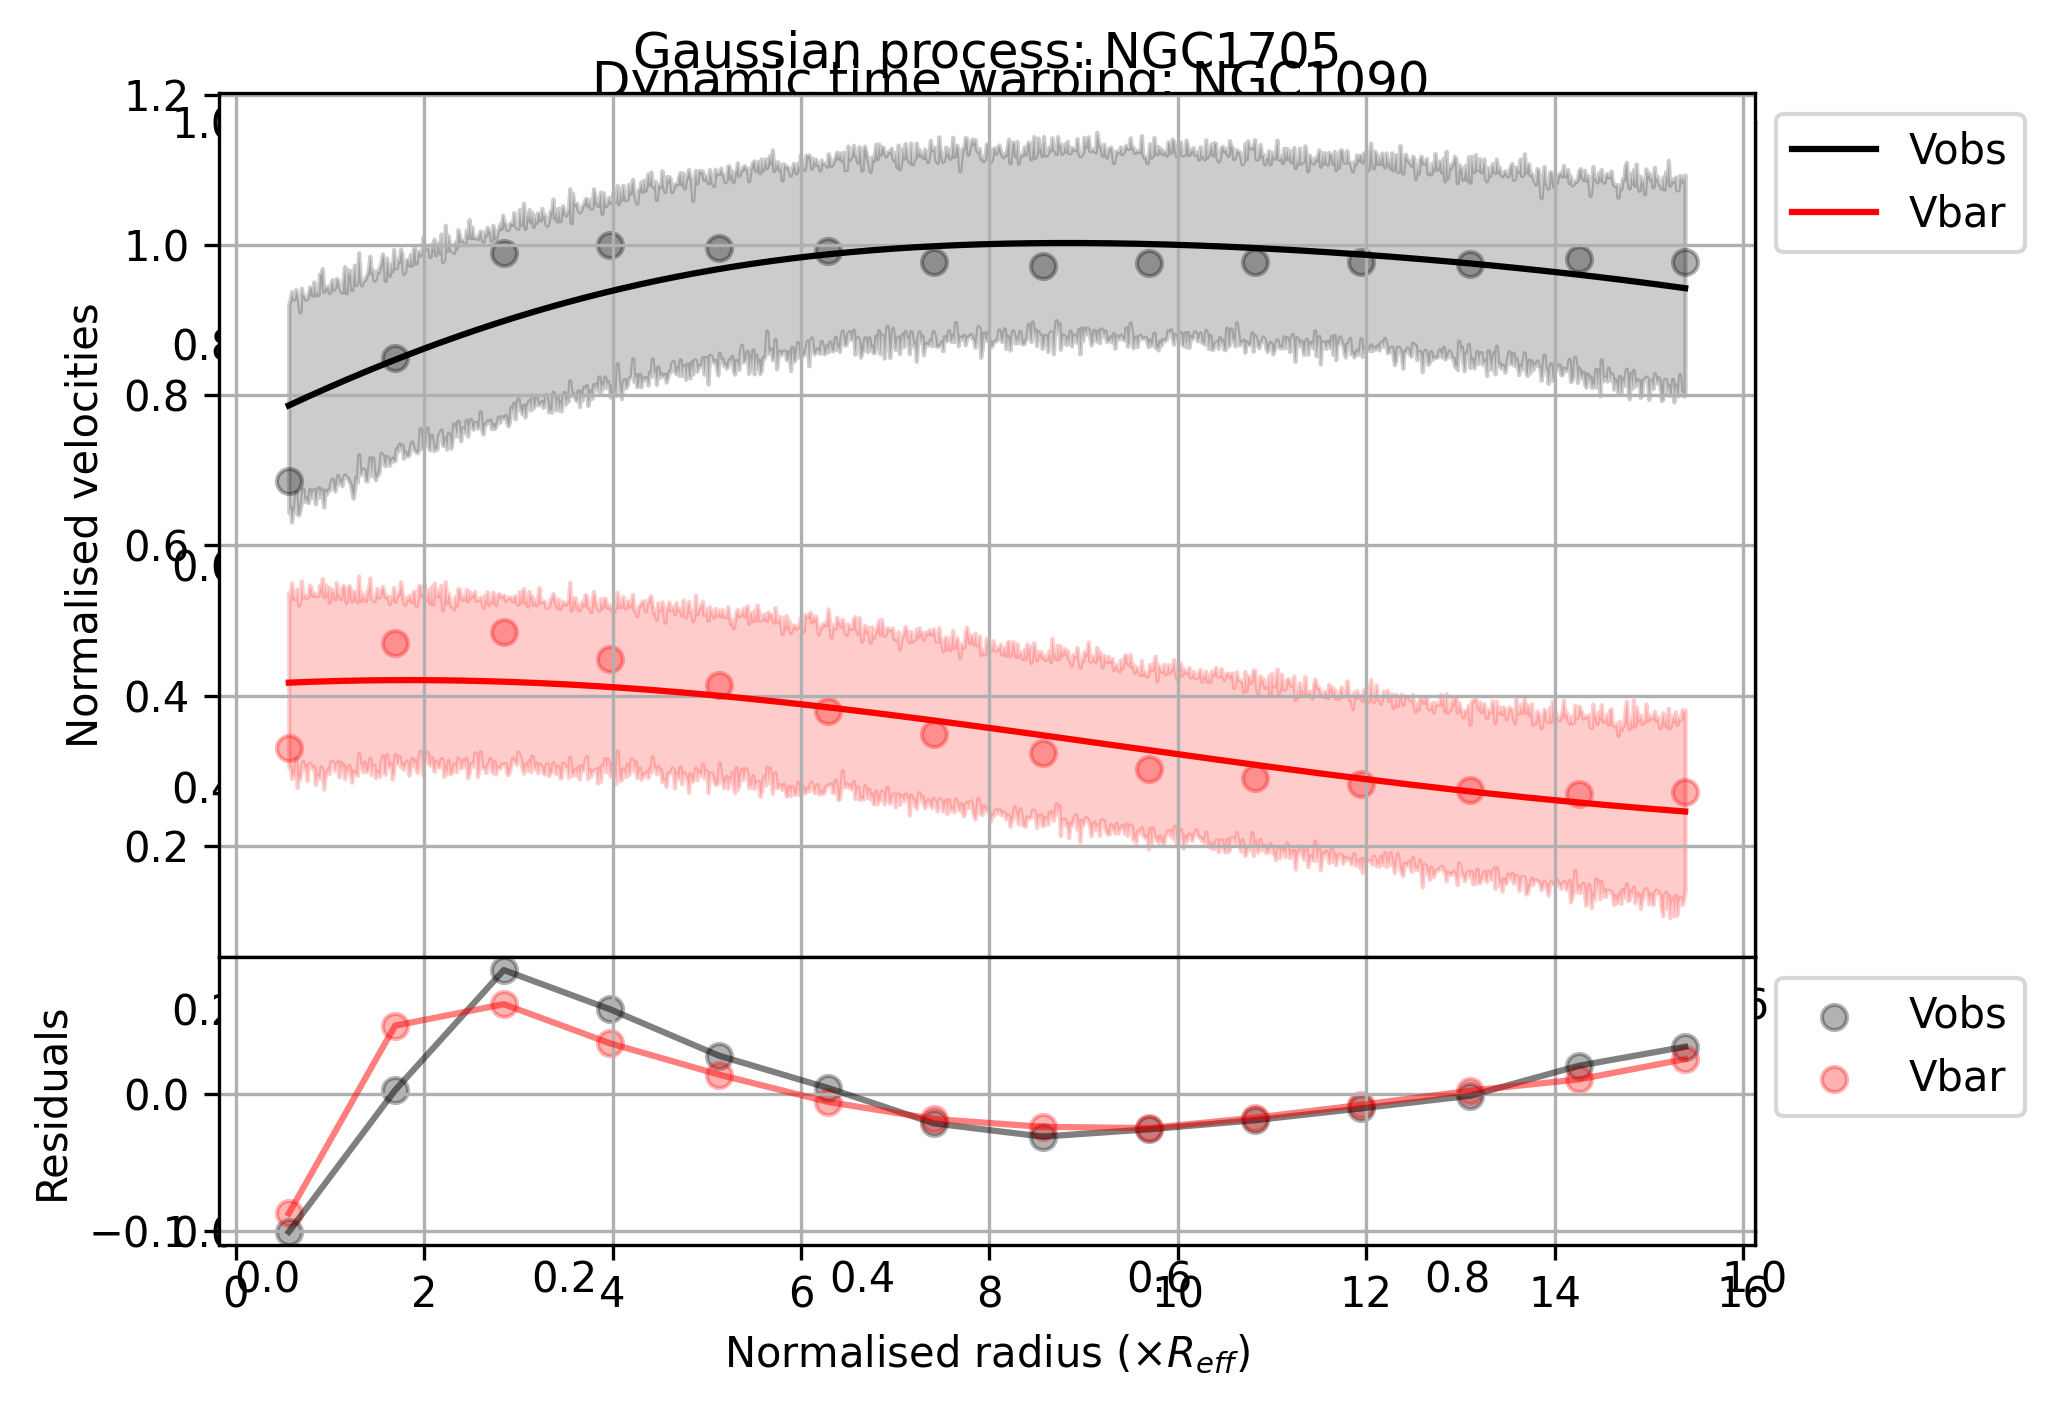 Gaussian process: NGC1705
Dynamic time warping: NGC1090
1.2
1.0
0.8
0.6
0.4
0.2
Normalised velocities
Vobs
Vbar
0.0
−0.1
Residuals
Vobs
Vbar
0.0 0.2 0.4 0.6 0.8 1.0
0 2 4 6 8 10 12 14 16
Normalised radius (×R_eff)